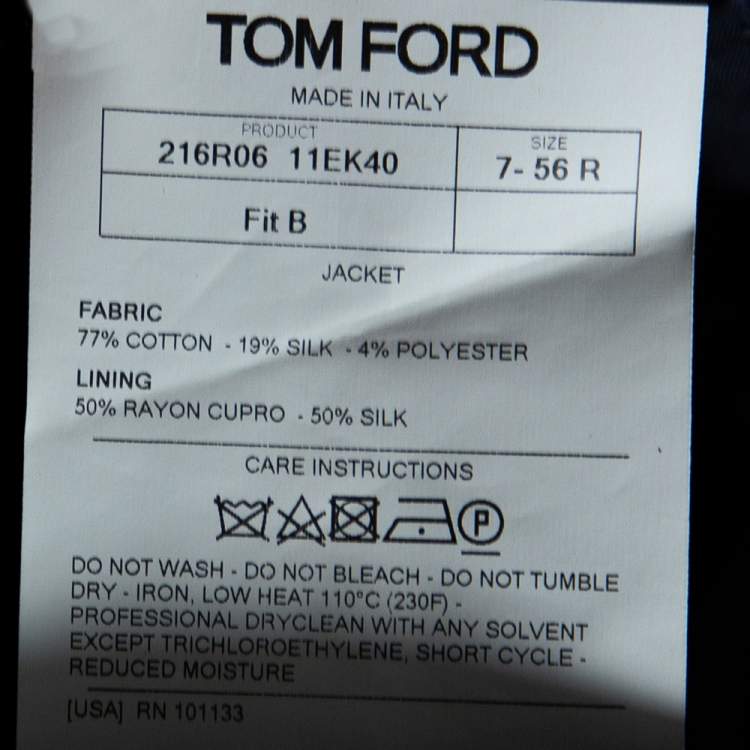 TOM FORD
MADE IN ITALY
PRODUCT SIZE
216R06 11EK40 7- 56 R
Fit B
JACKET
FABRIC
77% COTTON - 19% SILK - 4% POLYESTER
LINING
50% RAYON CUPRO - 50% SILK
CARE INSTRUCTIONS
P
DO NOT WASH - DO NOT BLEACH - DO NOT TUMBLE
DRY - IRON, LOW HEAT 110°C (230F) -
PROFESSIONAL DRYCLEAN WITH ANY SOLVENT
EXCEPT TRICHLOROETHYLENE, SHORT CYCLE -
REDUCED MOISTURE
[USA] RN 101133